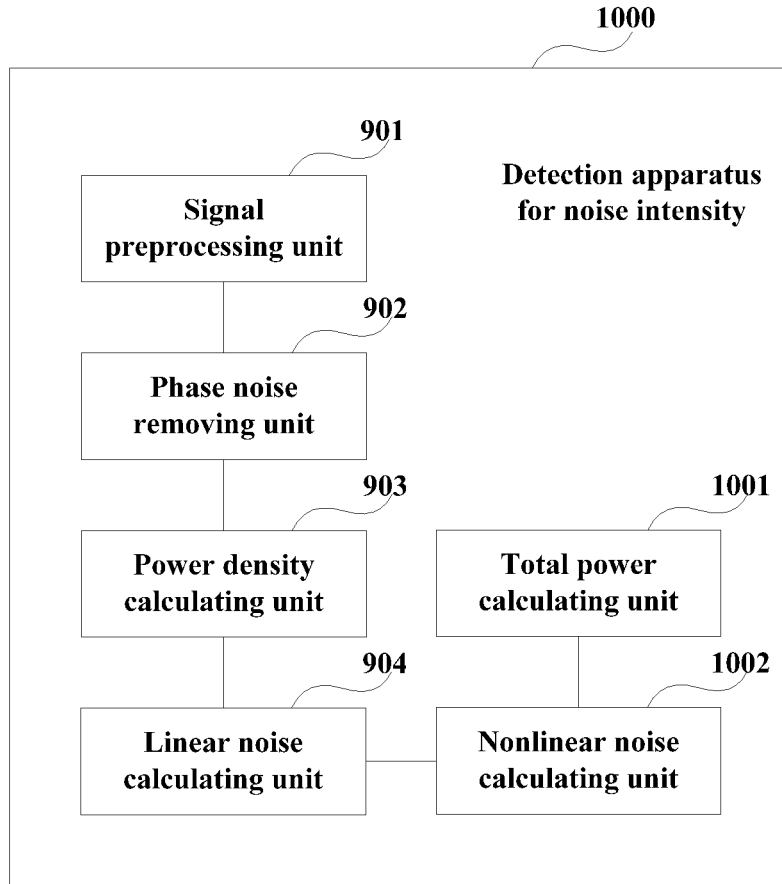 1000
901
Detection apparatus
for noise intensity
Signal
preprocessing unit
902
Phase noise
removing unit
903
1001
Power density
calculating unit
Total power
calculating unit
904
1002
Linear noise
calculating unit
Nonlinear noise
calculating unit